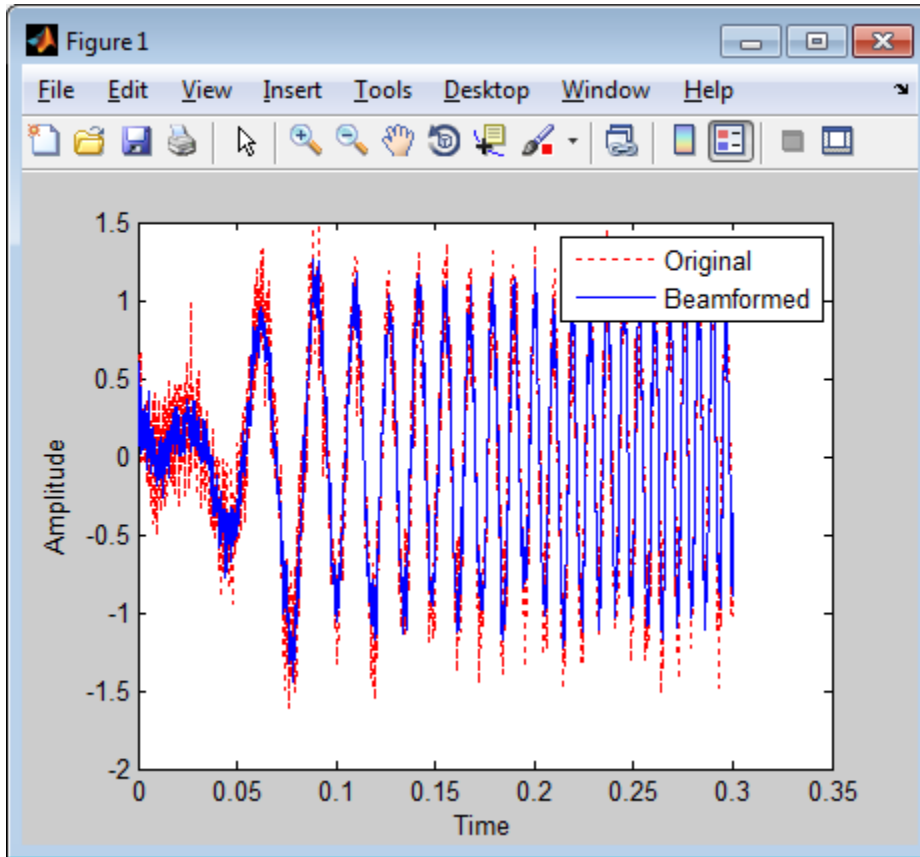 Figure 1
File Edit View Insert Tools Desktop Window Help
Original
Beamformed
1.5
1
0.5
0
-0.5
-1
-1.5
-2
Amplitude
0 0.05 0.1 0.15 0.2 0.25 0.3 0.35
Time